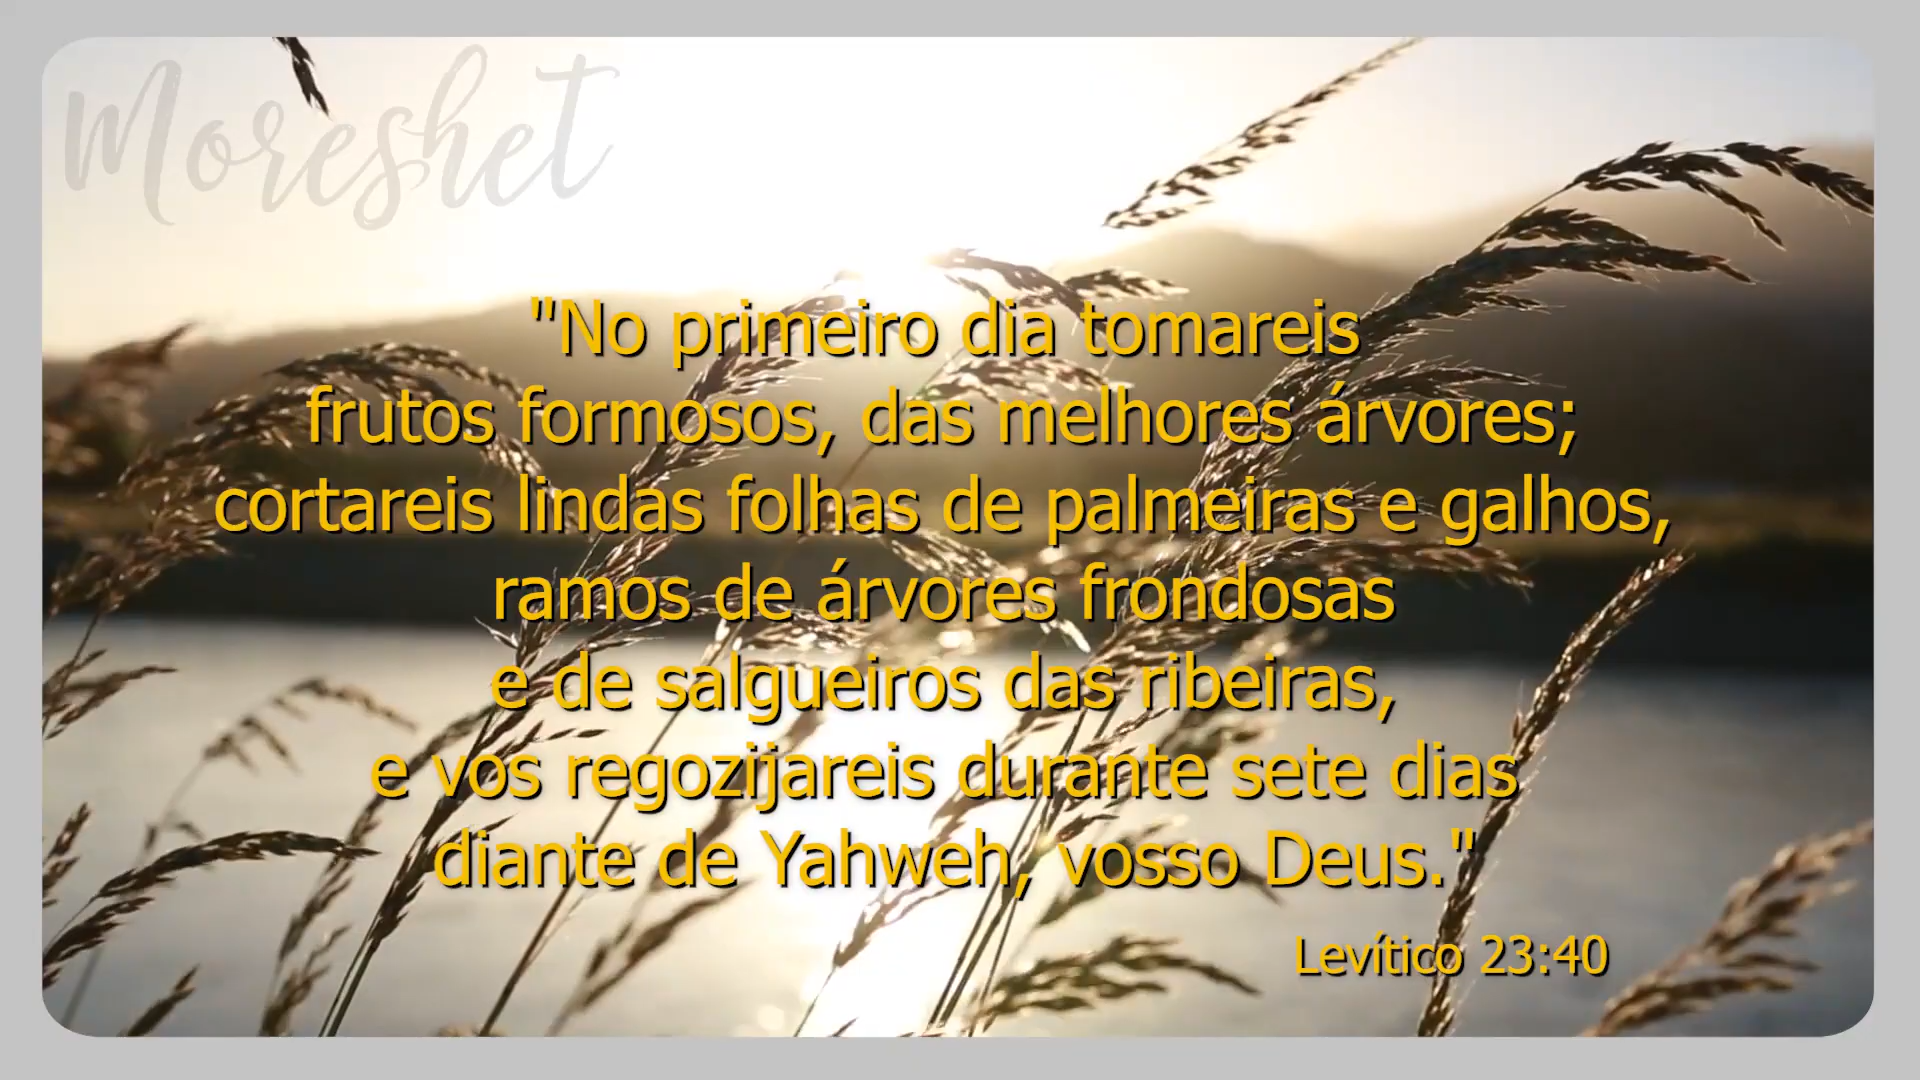 Moreshet
"No primeiro dia tomareis
frutos formosos, das melhores árvores;
cortareis lindas folhas de palmeiras e galhos,
ramos de árvores frondosas
e de salgueiros das ribeiras,
e vos regozijareis durante sete dias
diante de Yahweh, vosso Deus."
Levítico 23:40